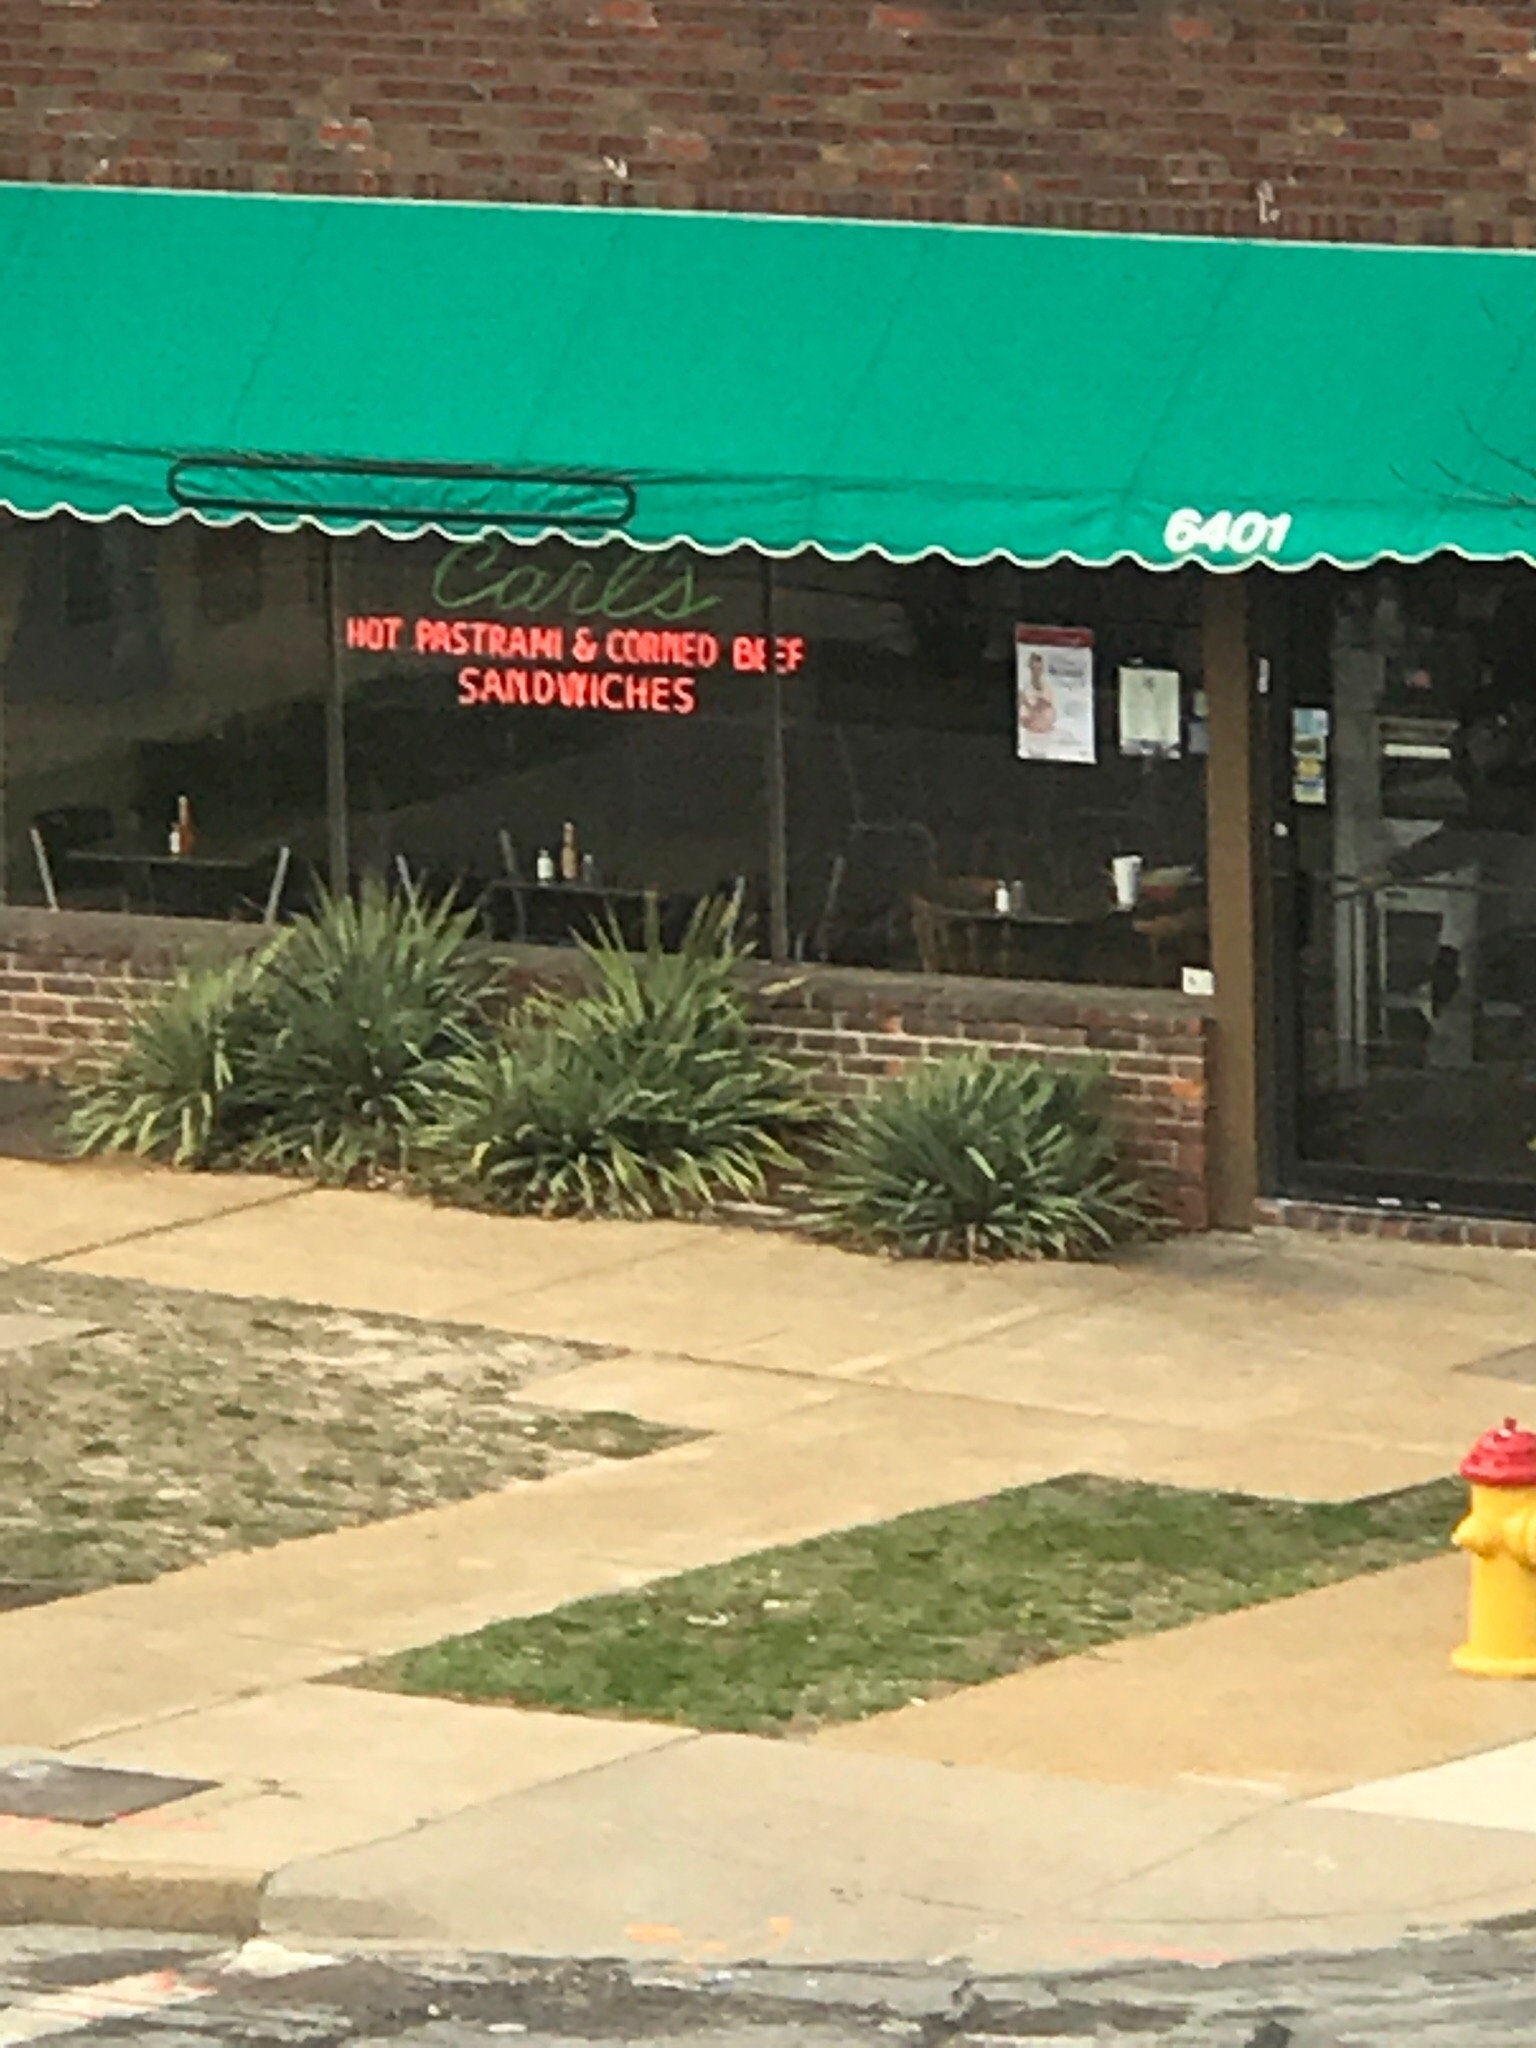 6401
Carl's
HOT PASTRAMI & CORNED BEEF
SANDWICHES